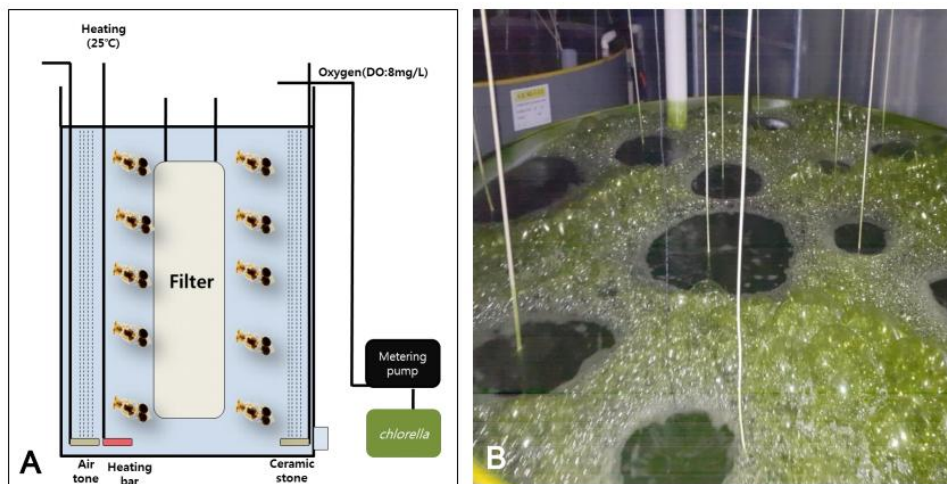 Heating
(25℃)
Oxygen(DO:8mg/L)
Filter
Metering
pump
chlorella
Air
tone
Heating
bar
Ceramic
stone
A
B